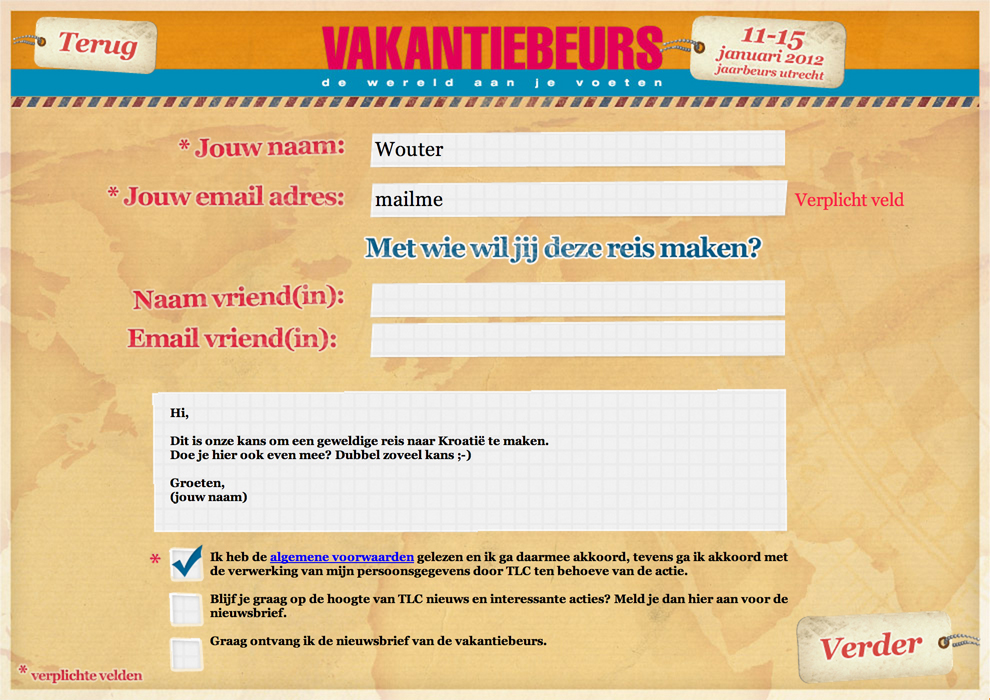 Terug
VAKANTIEBEURS
de wereld aan je voeten
11-15
januari 2012
jaarbeurs utrecht
* Jouw naam:
Wouter
* Jouw email adres:
mailme
Verplicht veld
Met wie wil jij deze reis maken?
Naam vriend(in):
Email vriend(in):
Hi,
Dit is onze kans om een geweldige reis naar Kroatië te maken.
Doe je hier ook even mee? Dubbel zoveel kans ;-)
Groeten,
(jouw naam)
* Ik heb de algemene voorwaarden gelezen en ik ga daarmee akkoord, tevens ga ik akkoord met
de verwerking van mijn persoonsgegevens door TLC ten behoeve van de actie.
Blijf je graag op de hoogte van TLC nieuws en interessante acties? Meld je dan hier aan voor de
nieuwsbrief.
Graag ontvang ik de nieuwsbrief van de vakantiebeurs.
Verder
* verplichte velden